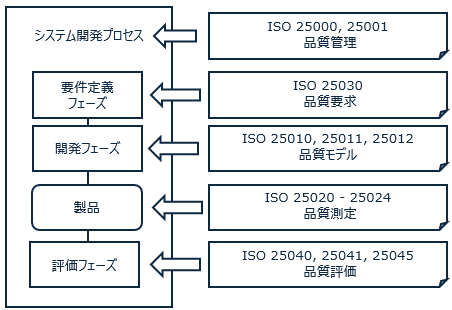 システム開発プロセス
ISO 25000, 25001
品質管理
要件定義
フェーズ
ISO 25030
品質要求
開発フェーズ
ISO 25010, 25011, 25012
品質モデル
製品
ISO 25020 - 25024
品質測定
評価フェーズ
ISO 25040, 25041, 25045
品質評価